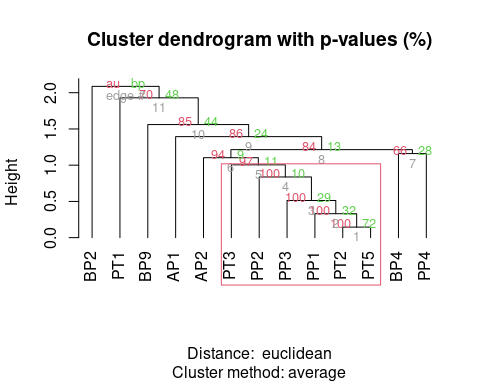 Cluster dendrogram with p-values (%)
au bp
edge #
70 48
11
85 44
10
86 24
9
84 13
8
94 9
6
97 11
5
66 28
7
100 10
4
100 29
3
100 32
2
100 72
1
Height
0.0 0.5 1.0 1.5 2.0
BP2 PT1 BP9 AP1 AP2 PT3 PP2 PP3 PP1 PT2 PT5 BP4 PP4
Distance: euclidean
Cluster method: average